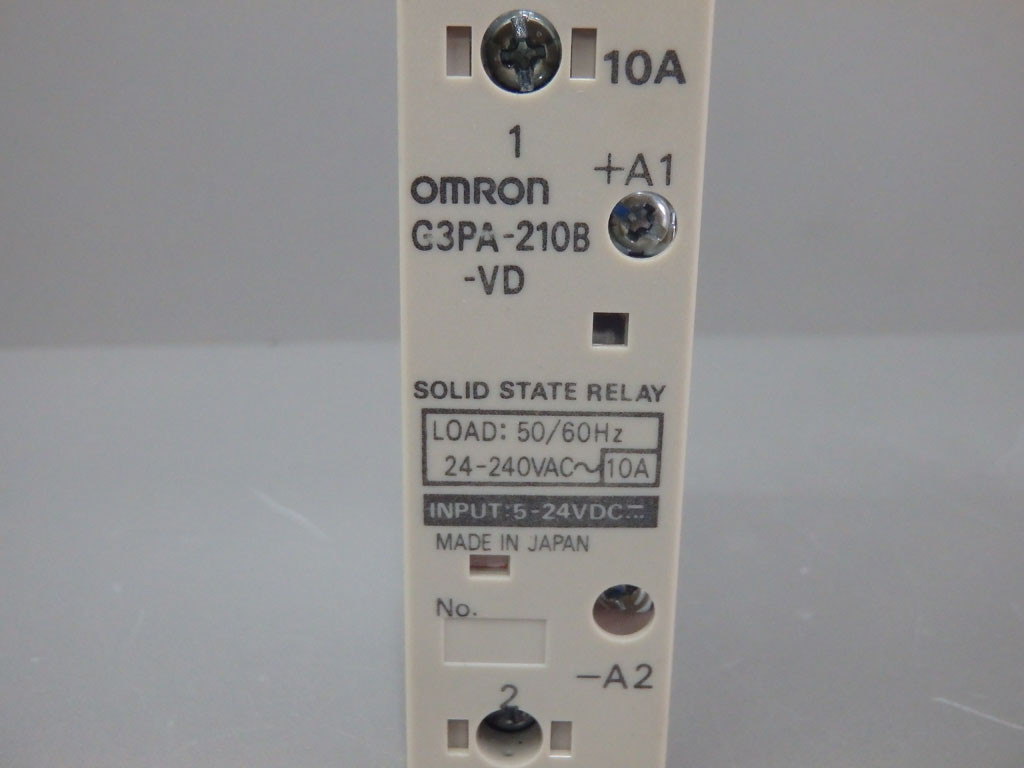 10A
1
+A1
OMRON
G3PA-210B
-VD
SOLID STATE RELAY
LOAD: 50/60Hz
24-240VAC~ 10A
INPUT:5-24VDC⎓
MADE IN JAPAN
No.
-A2
2